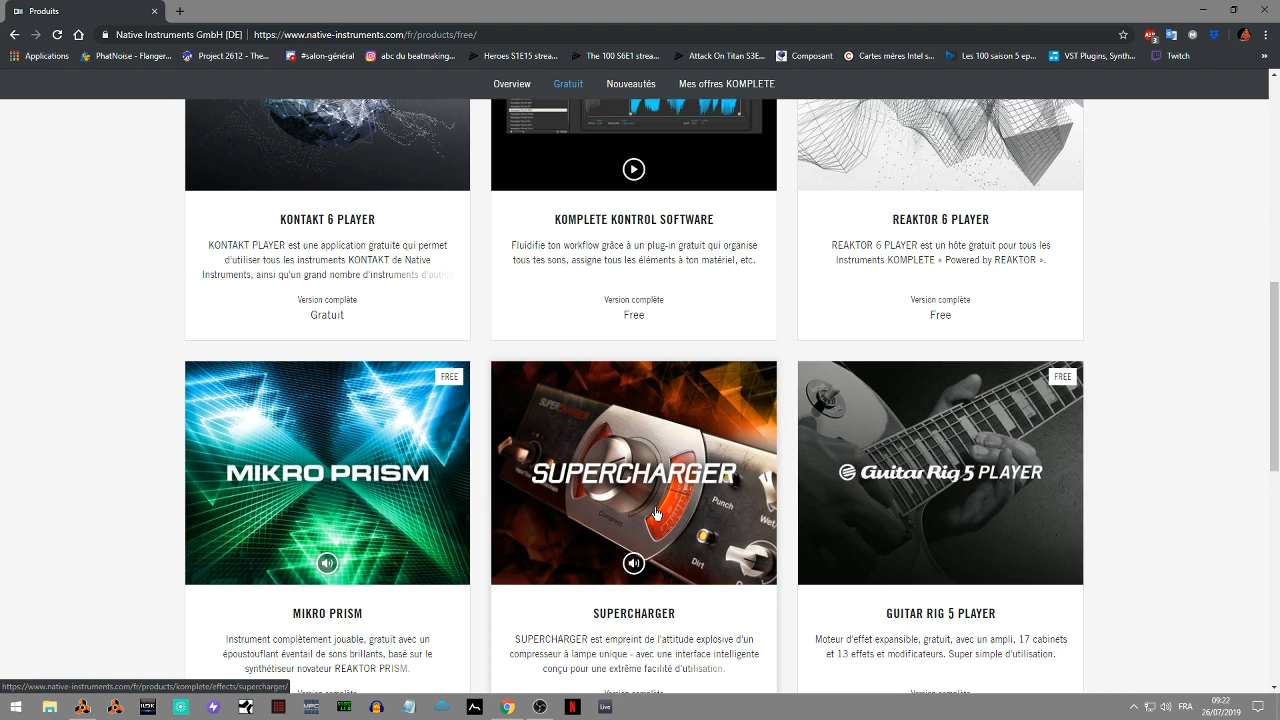 Produits
Native Instruments GmbH [DE]
https://www.native-instruments.com/fr/products/free/
Applications
PhatNoise - Flanger...
Project 2612 - The...
#salon-général
abc du beatmaking...
Heroes S1E15 strea...
The 100 S6E1 strea...
Attack On Titan S3E...
Composant
Cartes mères Intel s...
Les 100 saison 5 ep...
VST Plugins, Synth...
Twitch
Overview
Gratuit
Nouveautés
Mes offres KOMPLETE
KONTAKT 6 PLAYER
KONTAKT PLAYER est une application gratuite qui permet
d'utiliser tous les instruments KONTAKT de Native
Instruments, ainsi qu'un grand nombre d'instruments d'autre
Version complète
Gratuit
KOMPLETE KONTROL SOFTWARE
Fluidifie ton workflow grâce à un plug-in gratuit qui organise
tous tes sons, assigne tous les éléments à ton matériel, etc.
Version complète
Free
REAKTOR 6 PLAYER
REAKTOR 6 PLAYER est un hôte gratuit pour tous les
Instruments KOMPLETE « Powered by REAKTOR ».
Version complète
Free
FREE
MIKRO PRISM
MIKRO PRISM
Instrument complètement jouable, gratuit avec un
époustouflant éventail de sons brillants, basé sur le
synthétiseur novateur REAKTOR PRISM.
SUPERCHARGER
SUPERCHARGER
Compress
Punch
Wet/
Dirt
SUPERCHARGER
SUPERCHARGER est empreint de l'attitude explosive d'un
compresseur à lampe unique - avec une interface intelligente
conçu pour une extrême facilité d'utilisation.
Version complète
FREE
Guitar Rig 5 PLAYER
GUITAR RIG 5 PLAYER
Moteur d'effet expansible, gratuit, avec un ampli, 17 cabinets
et 13 effets et modificateurs. Super simple d'utilisation.
Version complète
https://www.native-instruments.com/fr/products/komplete/effects/supercharger/
Live
FRA
09:22
26/07/2019